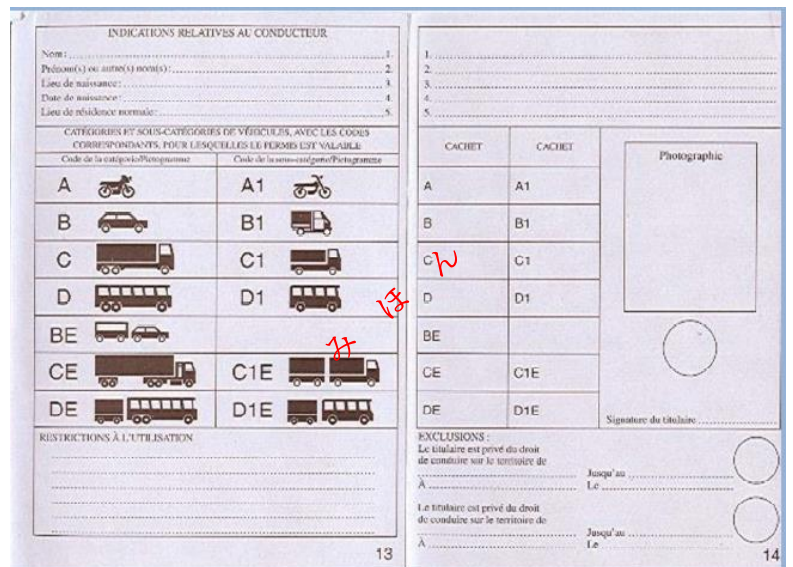 INDICATIONS RELATIVES AU CONDUCTEUR
Nom : 1.
Prénom(s) ou autre(s) nom(s) : 2.
Lieu de naissance : 3.
Date de naissance : 4.
Lieu de résidence normale : 5.
CATÉGORIES ET SOUS-CATÉGORIES DE VÉHICULES, AVEC LES CODES
CORRESPONDANTS, POUR LESQUELLES LE PERMIS EST VALABLE
Code de la catégorie/Pictogramme Code de la sous-catégorie/Pictogramme
A A1
B B1
C C1
D D1
BE
CE C1E
DE D1E
RESTRICTIONS À L'UTILISATION
13
みほん
1.
2.
3.
4.
5.
CACHET CACHET Photographie
A A1
B B1
C C1
D D1
BE
CE C1E
DE D1E
Signature du titulaire
EXCLUSIONS :
Le titulaire est privé du droit
de conduire sur le territoire de
Jusqu'au
À Le
Le titulaire est privé du droit
de conduire sur le territoire de
Jusqu'au
À Le
14